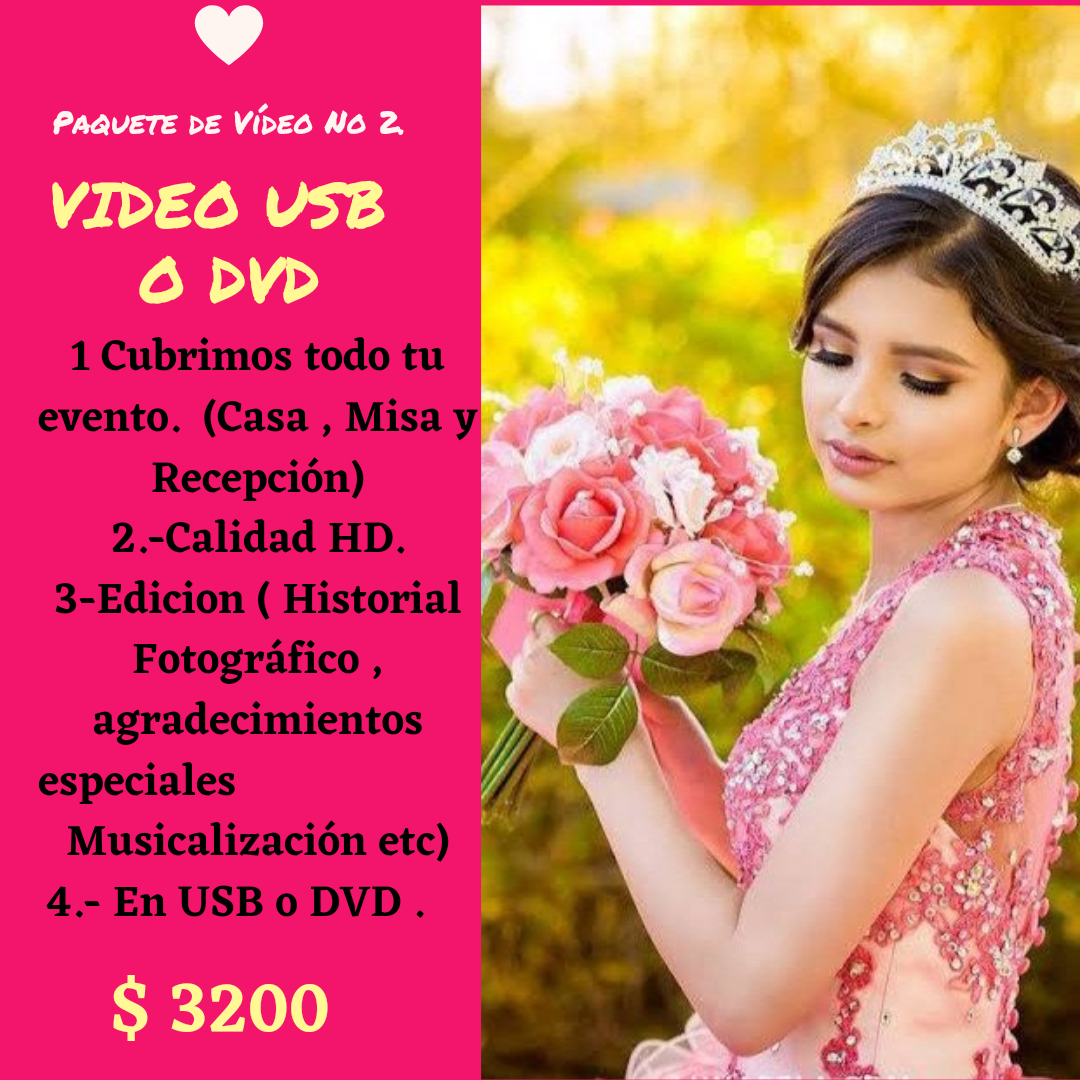 Paquete de Vídeo No 2.
VIDEO USB
O DVD
1 Cubrimos todo tu
evento. (Casa , Misa y
Recepción)
2.-Calidad HD.
3-Edicion ( Historial
Fotográfico ,
agradecimientos
especiales
Musicalización etc)
4.- En USB o DVD .
$ 3200